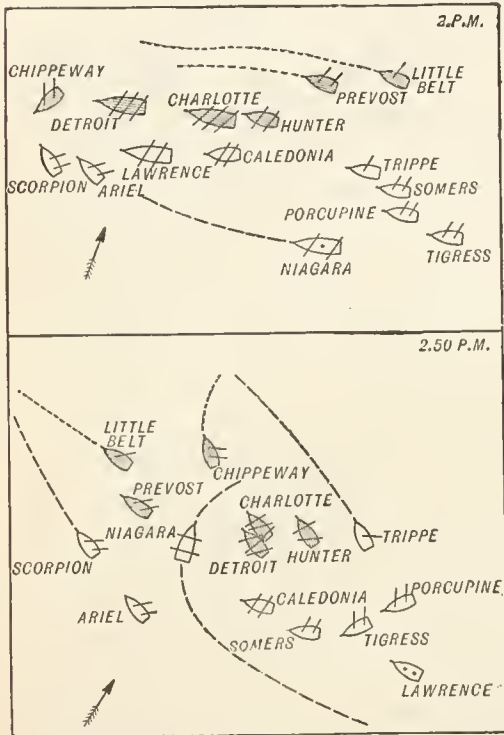 2.P.M.
CHIPPEWAY
LITTLE
BELT
PREVOST
DETROIT
CHARLOTTE
HUNTER
SCORPION
ARIEL
LAWRENCE
CALEDONIA
TRIPPE
SOMERS
PORCUPINE
NIAGARA
TIGRESS
2.50 P.M.
LITTLE
BELT
CHIPPEWAY
PREVOST
CHARLOTTE
NIAGARA
SCORPION
DETROIT
HUNTER
TRIPPE
ARIEL
CALEDONIA
PORCUPINE
SOMERS
TIGRESS
LAWRENCE